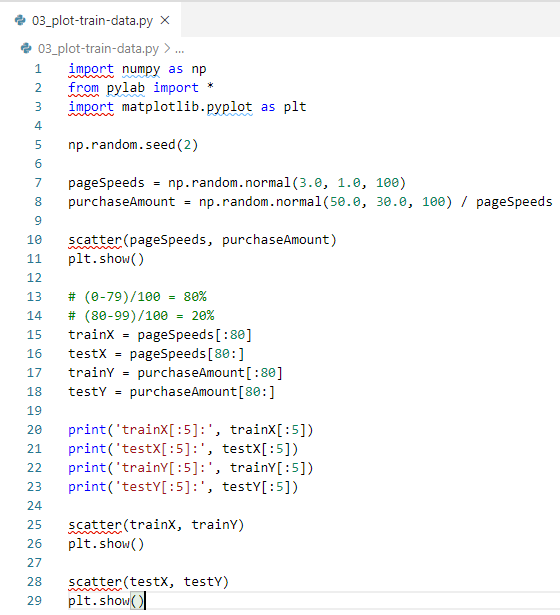 03_plot-train-data.py ×
03_plot-train-data.py > ...
1 import numpy as np
2 from pylab import *
3 import matplotlib.pyplot as plt
4
5 np.random.seed(2)
6
7 pageSpeeds = np.random.normal(3.0, 1.0, 100)
8 purchaseAmount = np.random.normal(50.0, 30.0, 100) / pageSpeeds
9
10 scatter(pageSpeeds, purchaseAmount)
11 plt.show()
12
13 # (0-79)/100 = 80%
14 # (80-99)/100 = 20%
15 trainX = pageSpeeds[:80]
16 testX = pageSpeeds[80:]
17 trainY = purchaseAmount[:80]
18 testY = purchaseAmount[80:]
19
20 print('trainX[:5]:', trainX[:5])
21 print('testX[:5]:', testX[:5])
22 print('trainY[:5]:', trainY[:5])
23 print('testY[:5]:', testY[:5])
24
25 scatter(trainX, trainY)
26 plt.show()
27
28 scatter(testX, testY)
29 plt.show()